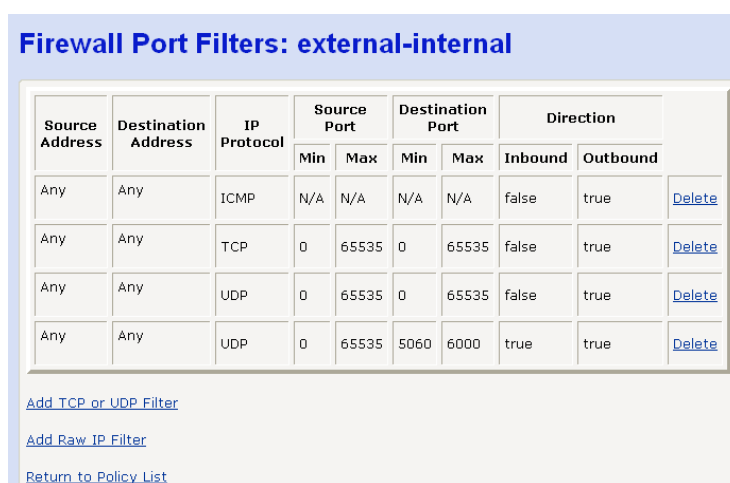 Firewall Port Filters: external-internal
Source Address Destination Address IP Protocol Source Port Destination Port Direction
Min Max Min Max Inbound Outbound
Any Any ICMP N/A N/A N/A N/A false true Delete
Any Any TCP 0 65535 0 65535 false true Delete
Any Any UDP 0 65535 0 65535 false true Delete
Any Any UDP 0 65535 5060 6000 true true Delete
Add TCP or UDP Filter
Add Raw IP Filter
Return to Policy List